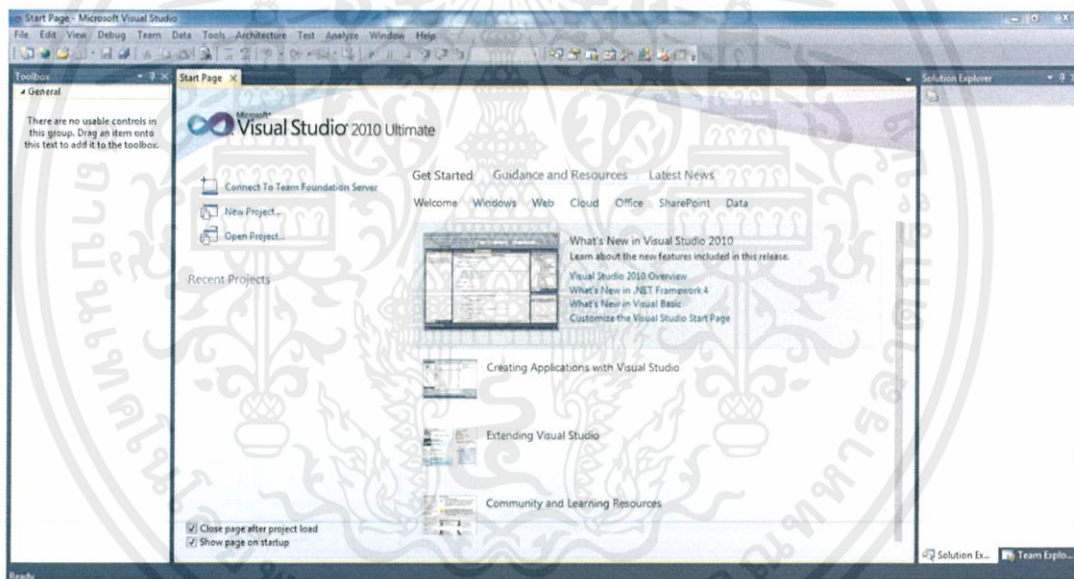 Start Page - Microsoft Visual Studio
File Edit View Debug Team Data Tools Architecture Test Analyze Window Help
Toolbox
General
There are no usable controls in
this group. Drag an item onto
this text to add it to the toolbox.
Start Page
Microsoft
Visual Studio 2010 Ultimate
Connect To Team Foundation Server
New Project...
Open Project...
Recent Projects
Close page after project load
Show page on startup
Get Started Guidance and Resources Latest News
Welcome Windows Web Cloud Office SharePoint Data
What's New in Visual Studio 2010
Learn about the new features included in this release.
Visual Studio 2010 Overview
What's New in .NET Framework 4
What's New in Visual Basic
Customize the Visual Studio Start Page
Creating Applications with Visual Studio
Extending Visual Studio
Community and Learning Resources
Solution Explorer
Solution Ex... Team Explo...
Ready